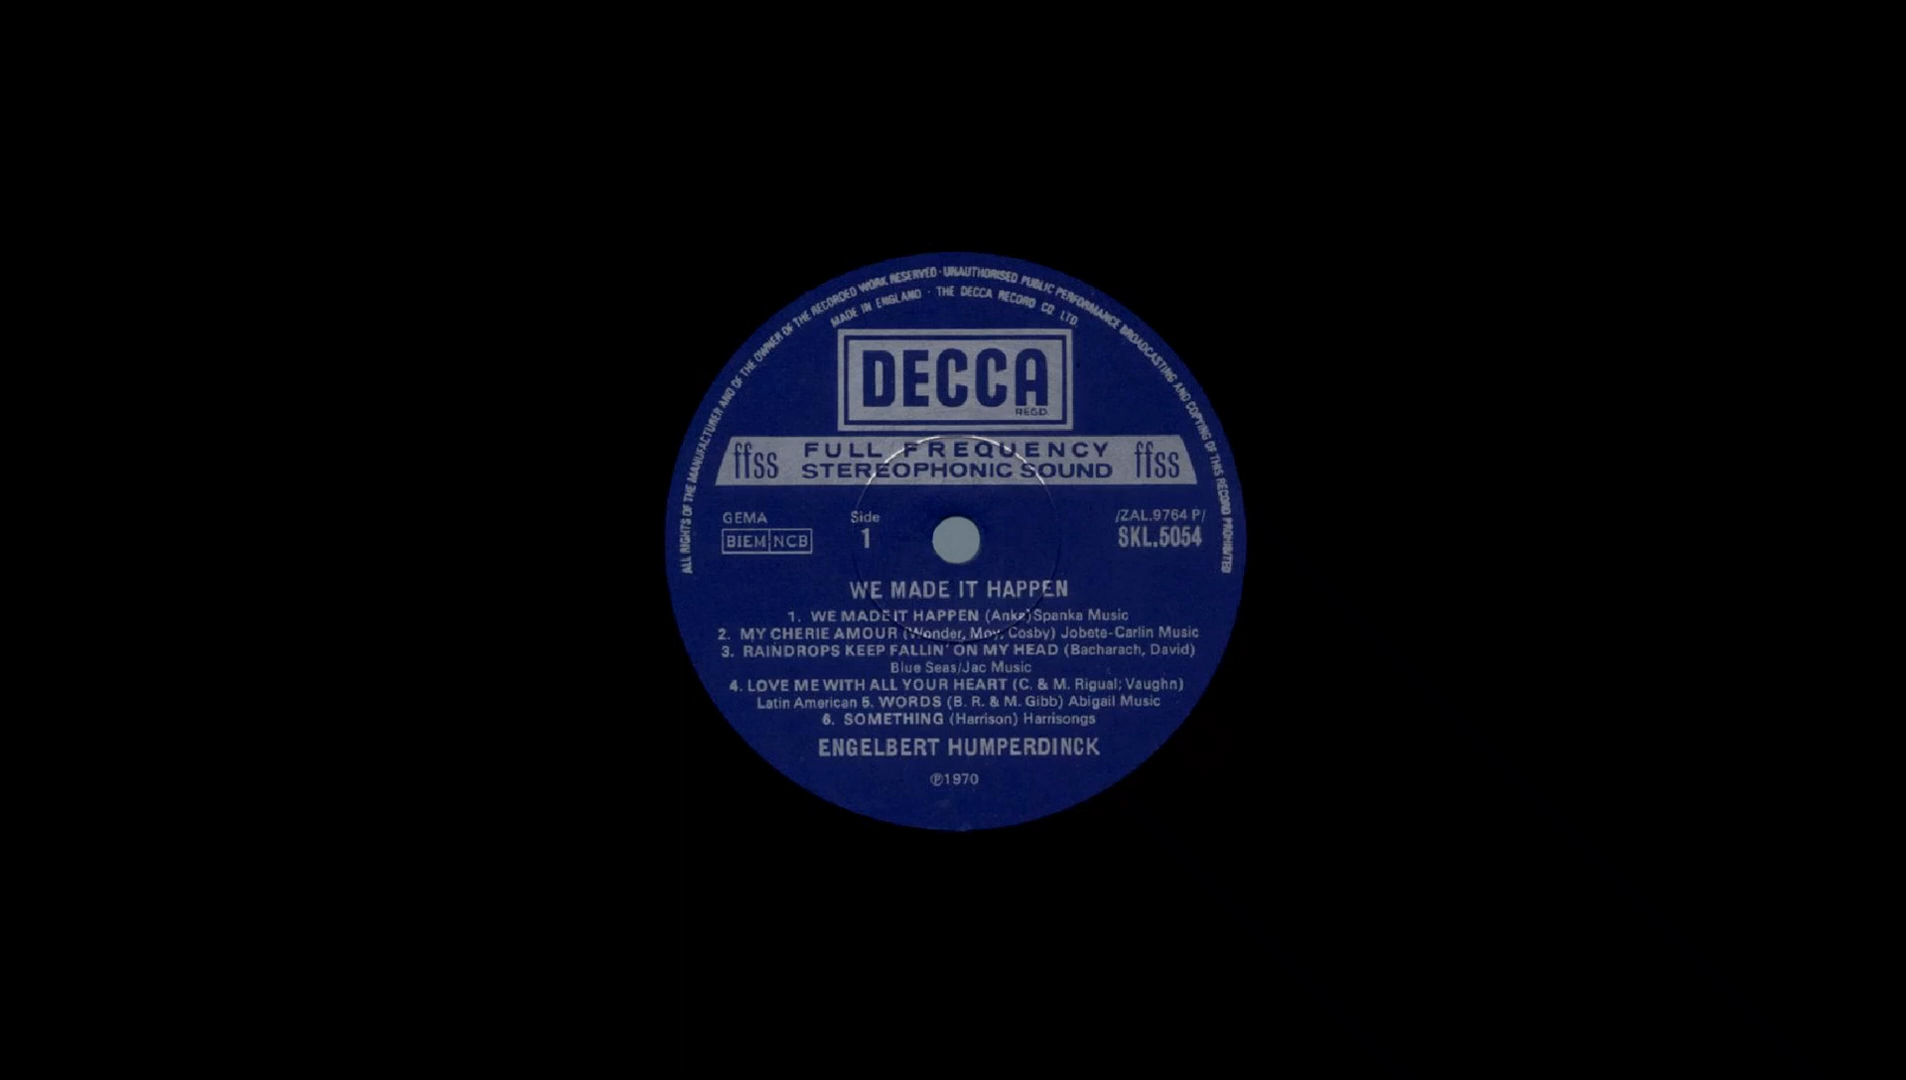 ALL RIGHTS OF THE MANUFACTURER AND OF THE OWNER OF THE RECORDED WORK RESERVED · UNAUTHORISED PUBLIC PERFORMANCE BROADCASTING AND COPYING OF THIS RECORD PROHIBITED
MADE IN ENGLAND · THE DECCA RECORD CO. LTD.
DECCA
REGD.
ffss FULL FREQUENCY ffss
STEREOPHONIC SOUND
GEMA Side /ZAL.9764 P/
BIEM NCB 1 SKL.5054
WE MADE IT HAPPEN
1. WE MADE IT HAPPEN (Anka) Spanka Music
2. MY CHERIE AMOUR (Wonder, Moy, Cosby) Jobete-Carlin Music
3. RAINDROPS KEEP FALLIN' ON MY HEAD (Bacharach, David)
Blue Seas/Jac Music
4. LOVE ME WITH ALL YOUR HEART (C. & M. Rigual; Vaughn)
Latin American 5. WORDS (B. R. & M. Gibb) Abigail Music
6. SOMETHING (Harrison) Harrisongs
ENGELBERT HUMPERDINCK
℗1970